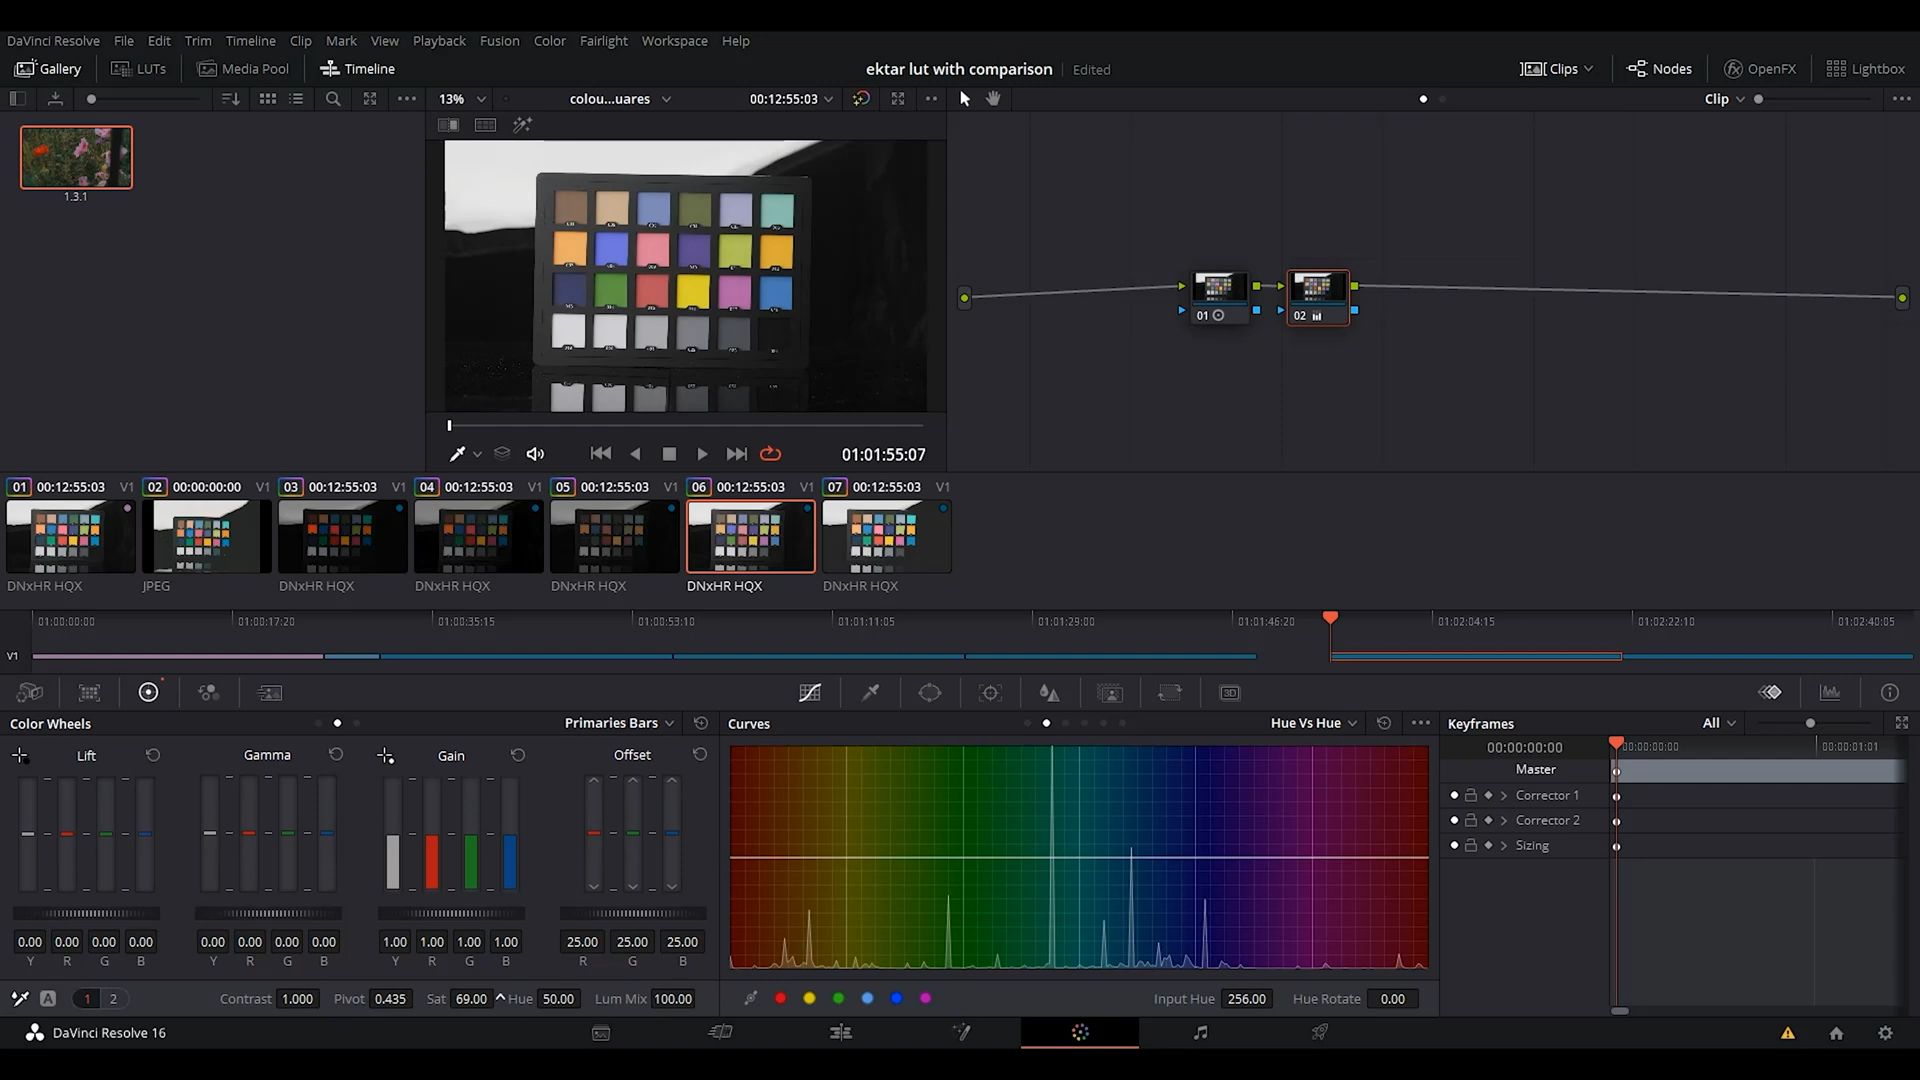 DaVinci Resolve File Edit Trim Timeline Clip Mark View Playback Fusion Color Fairlight Workspace Help
Gallery LUTs Media Pool Timeline ektar lut with comparison Edited Clips Nodes OpenFX Lightbox
13% colou...uares 00:12:55:03 Clip
1.3.1
01 02
01:01:55:07
01 00:12:55:03 V1 02 00:00:00:00 V1 03 00:12:55:03 V1 04 00:12:55:03 V1 05 00:12:55:03 V1 06 00:12:55:03 V1 07 00:12:55:03 V1
DNxHR HQX JPEG DNxHR HQX DNxHR HQX DNxHR HQX DNxHR HQX DNxHR HQX
01:00:00:00 01:00:17:20 01:00:35:15 01:00:53:10 01:01:11:05 01:01:29:00 01:01:46:20 01:02:04:15 01:02:22:10 01:02:40:05
V1
3D
Color Wheels Primaries Bars Curves Hue Vs Hue Keyframes All
Lift Gamma Gain Offset 00:00:00:00 00:00:00:00 00:00:01:01
Master
Corrector 1
Corrector 2
Sizing
0.00 0.00 0.00 0.00 0.00 0.00 0.00 0.00 1.00 1.00 1.00 1.00 25.00 25.00 25.00
Y R G B Y R G B Y R G B R G B
A 1 2 Contrast 1.000 Pivot 0.435 Sat 69.00 Hue 50.00 Lum Mix 100.00 Input Hue 256.00 Hue Rotate 0.00
DaVinci Resolve 16